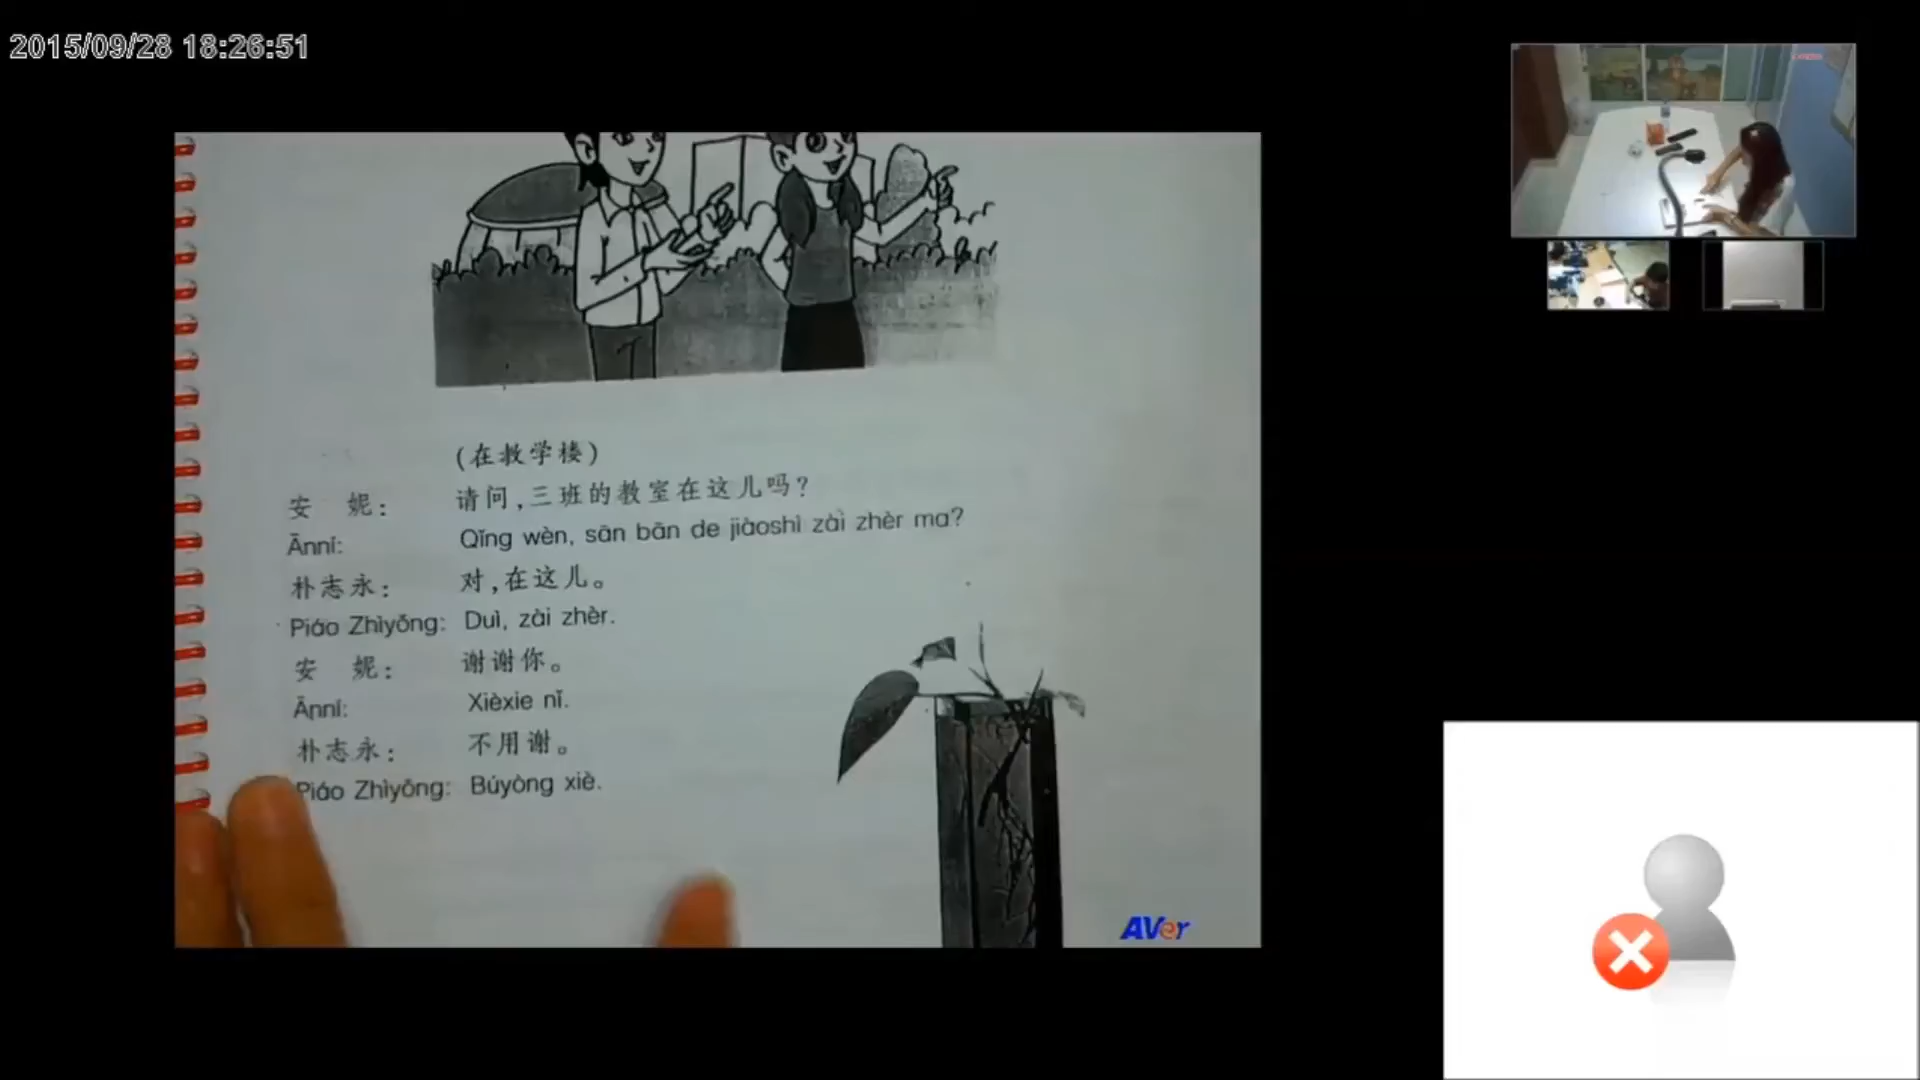 2015/09/28 18:26:51
(在教学楼)
安 妮: 请问,三班的教室在这儿吗?
Ānní: Qǐng wèn, sān bān de jiàoshì zài zhèr ma?
朴志永: 对,在这儿。
Piáo Zhìyǒng: Duì, zài zhèr.
安 妮: 谢谢你。
Ānní: Xièxie nǐ.
朴志永: 不用谢。
Piáo Zhìyǒng: Búyòng xiè.
AVer